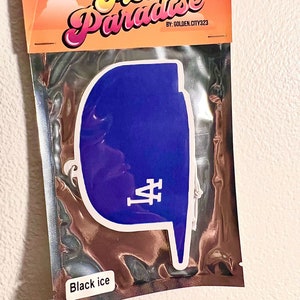 Paradise
BY: GOLDEN.CITY323
LA
Black ice